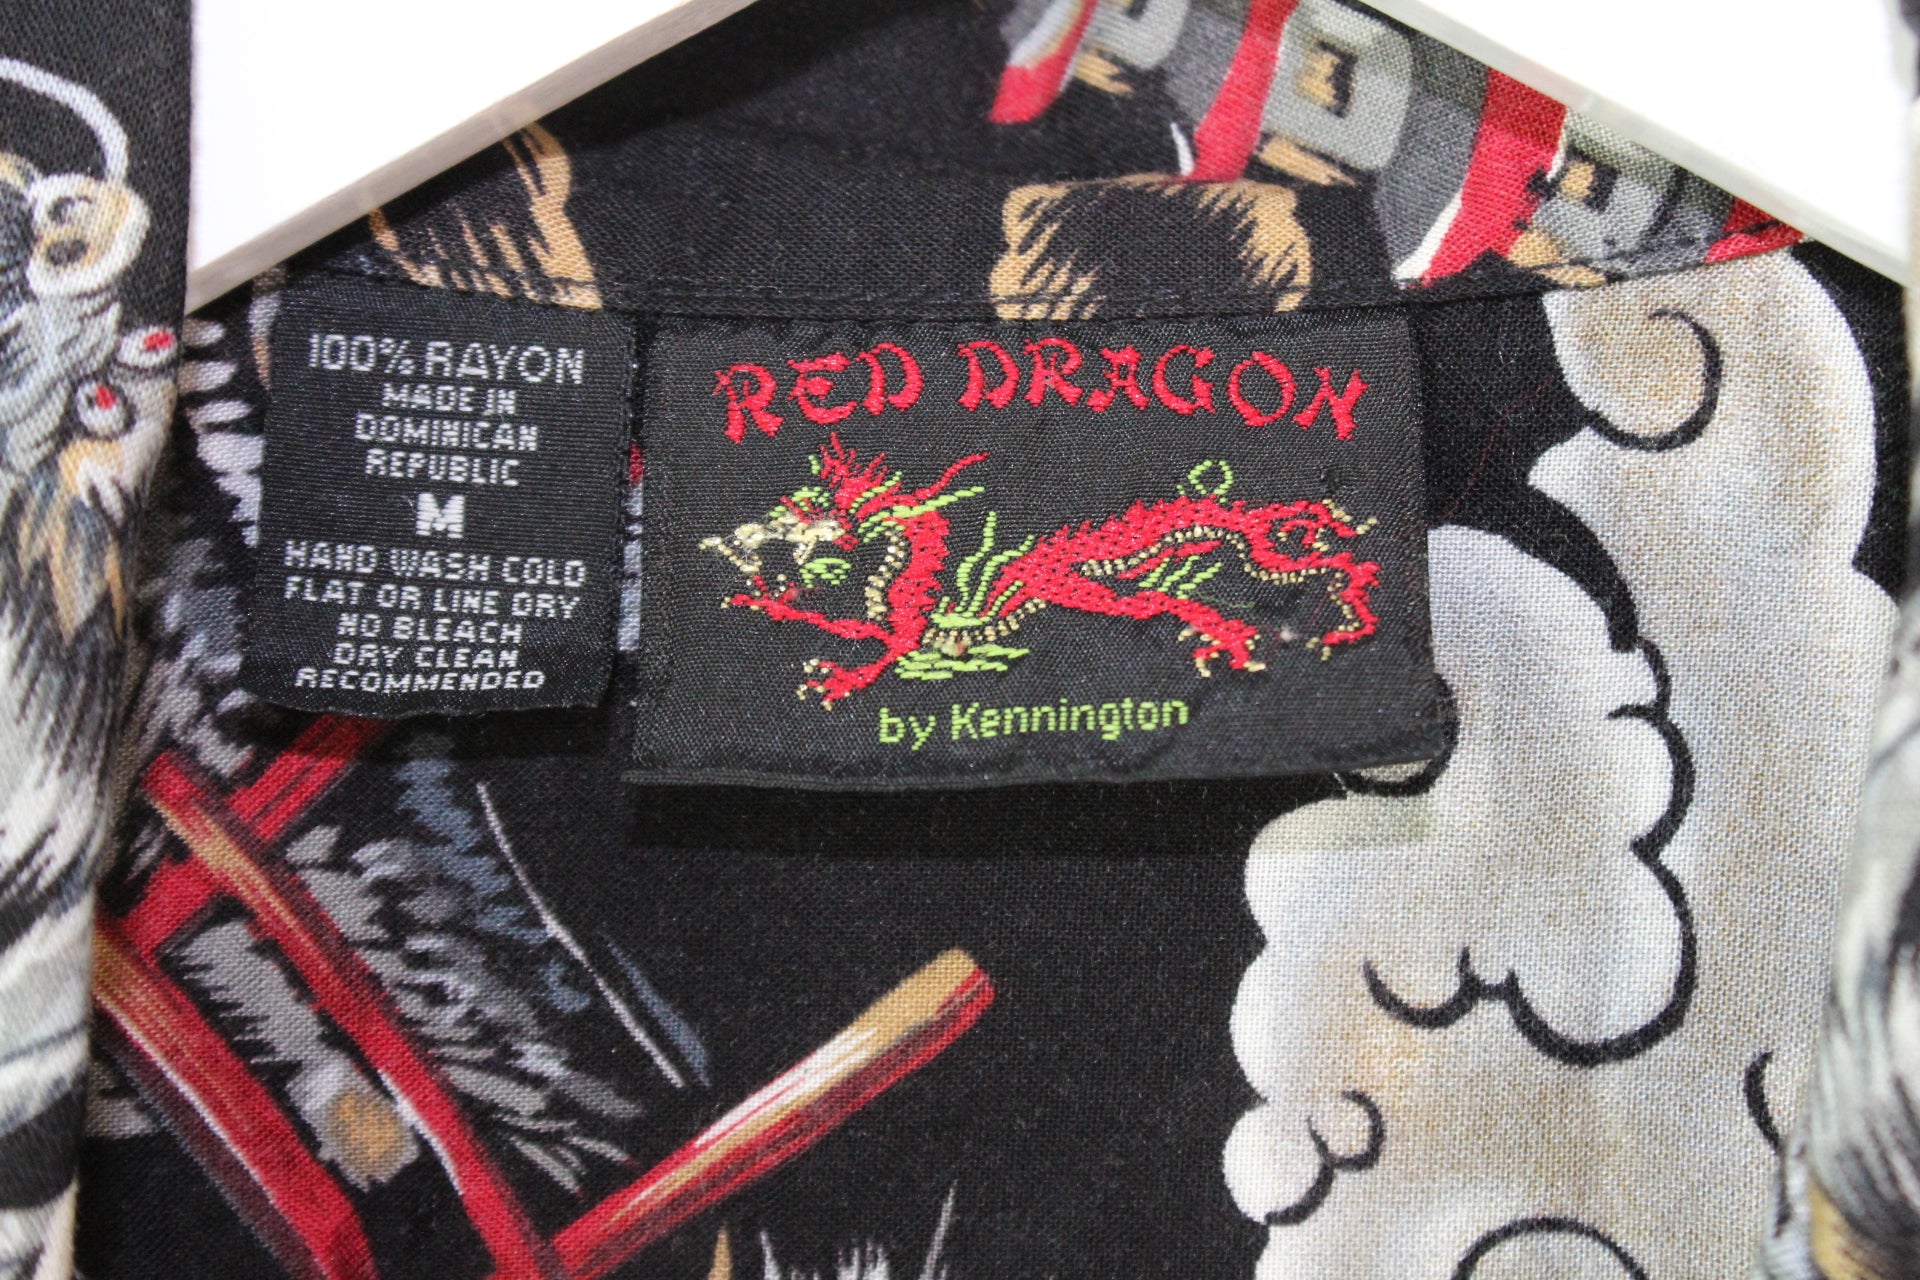 100% RAYON
MADE IN
DOMINICAN
REPUBLIC
M
HAND WASH COLD
FLAT OR LINE DRY
NO BLEACH
DRY CLEAN
RECOMMENDED
RED DRAGON
by Kennington